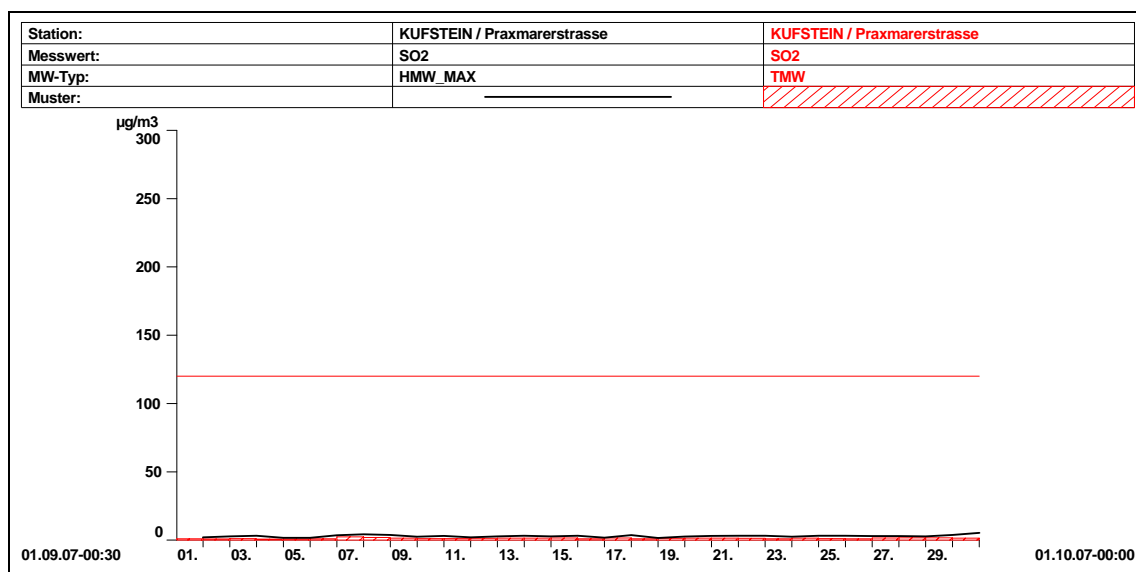 Station: KUFSTEIN / Praxmarerstrasse KUFSTEIN / Praxmarerstrasse
Messwert: SO2 SO2
MW-Typ: HMW_MAX TMW
Muster:
µg/m3
300
250
200
150
100
50
0
01.09.07-00:30 01. 03. 05. 07. 09. 11. 13. 15. 17. 19. 21. 23. 25. 27. 29. 01.10.07-00:00